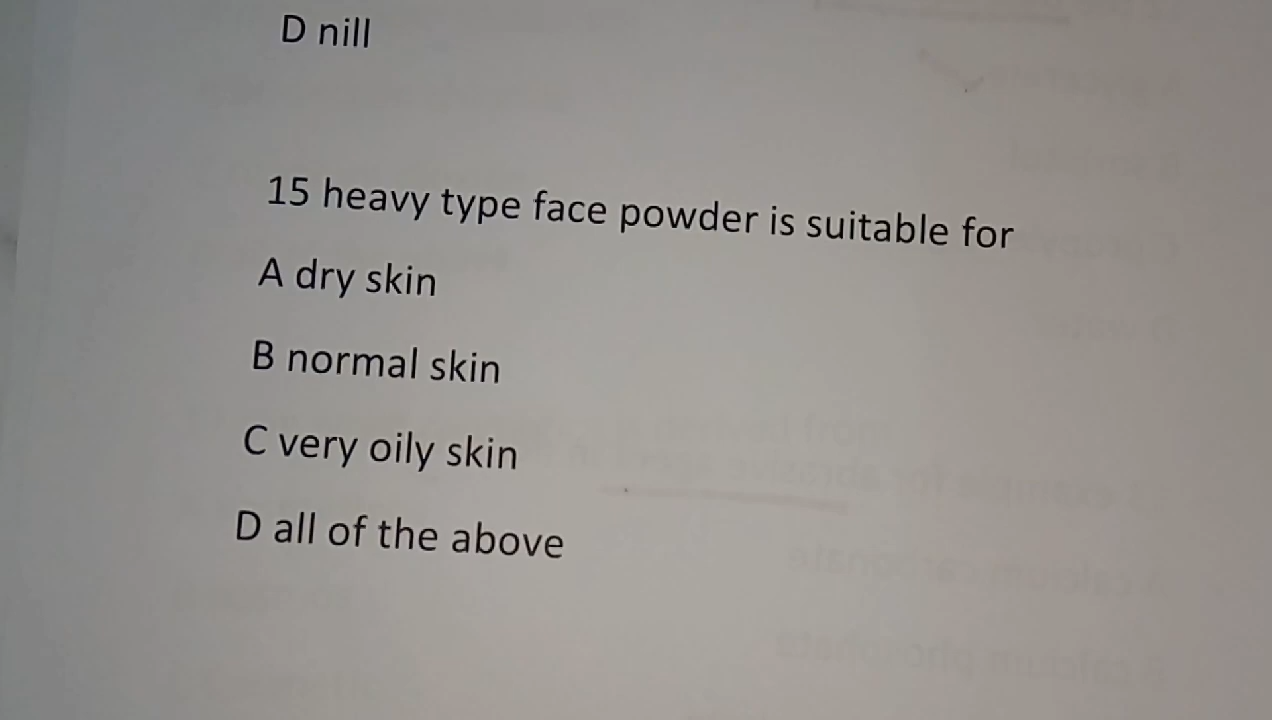 D nill
15 heavy type face powder is suitable for
A dry skin
B normal skin
C very oily skin
D all of the above